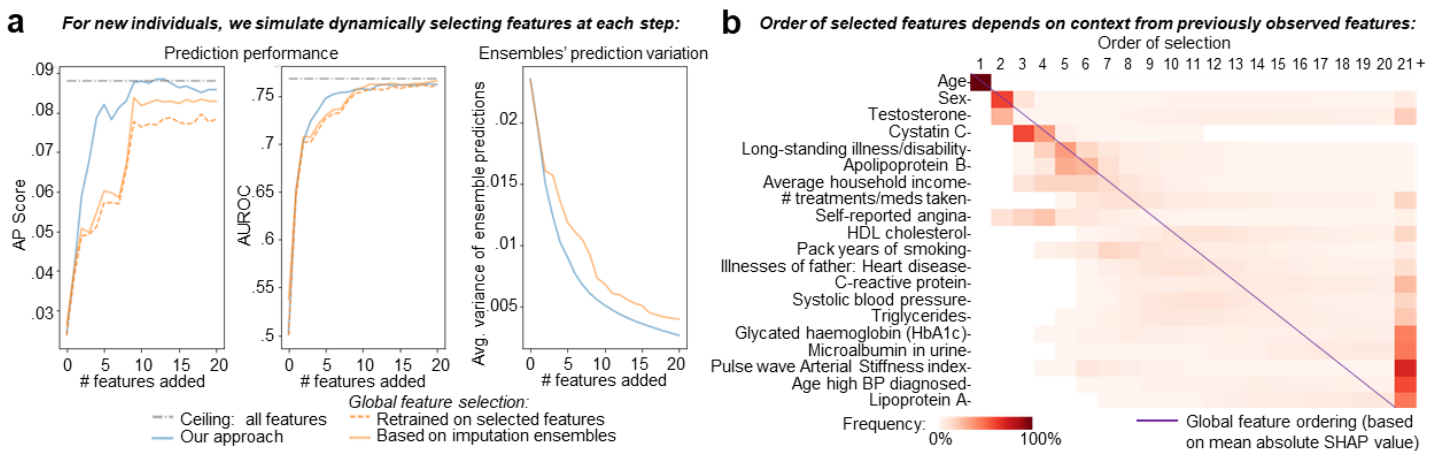 a
For new individuals, we simulate dynamically selecting features at each step:
Prediction performance
Ensembles' prediction variation
AP Score
.09
.08
.07
.06
.05
.04
.03
0 5 10 15 20
# features added
AUROC
.75
.7
.65
.6
.55
.5
0 5 10 15 20
# features added
Avg. variance of ensemble predictions
.02
.015
.01
.005
0 5 10 15 20
# features added
Global feature selection:
Ceiling: all features
Retrained on selected features
Our approach
Based on imputation ensembles
b
Order of selected features depends on context from previously observed features:
Order of selection
1 2 3 4 5 6 7 8 9 10 11 12 13 14 15 16 17 18 19 20 21+
Age-
Sex-
Testosterone-
Cystatin C-
Long-standing illness/disability-
Apolipoprotein B-
Average household income-
# treatments/meds taken-
Self-reported angina-
HDL cholesterol-
Pack years of smoking-
Illnesses of father: Heart disease-
C-reactive protein-
Systolic blood pressure-
Triglycerides-
Glycated haemoglobin (HbA1c)-
Microalbumin in urine-
Pulse wave Arterial Stiffness index-
Age high BP diagnosed-
Lipoprotein A-
Frequency:
0% 100%
Global feature ordering (based
on mean absolute SHAP value)